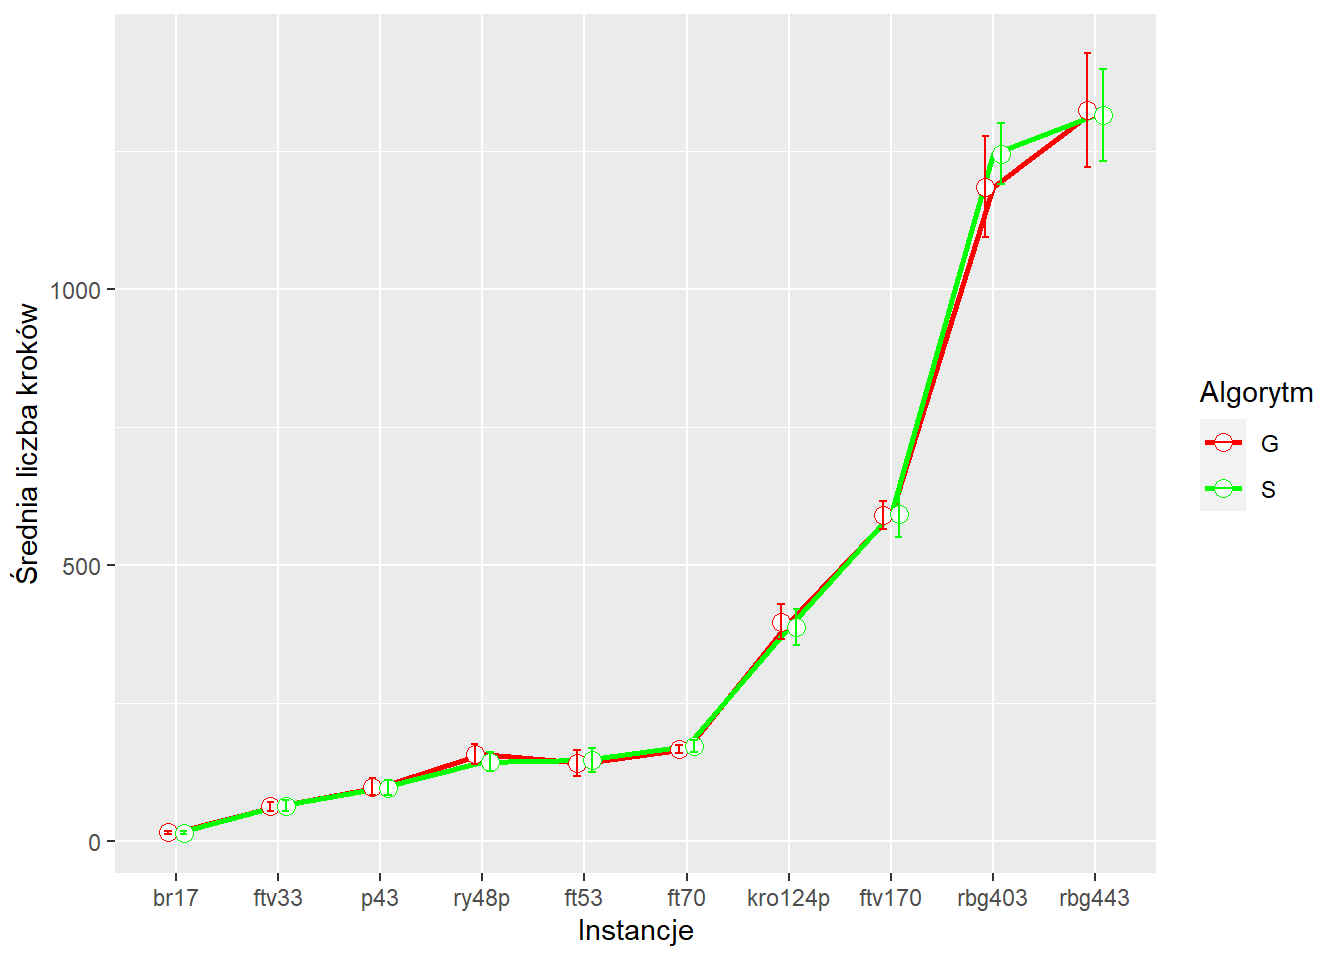 Średnia liczba kroków
1000
500
0
br17 ftv33 p43 ry48p ft53 ft70 kro124p ftv170 rbg403 rbg443
Instancje
Algorytm
G
S